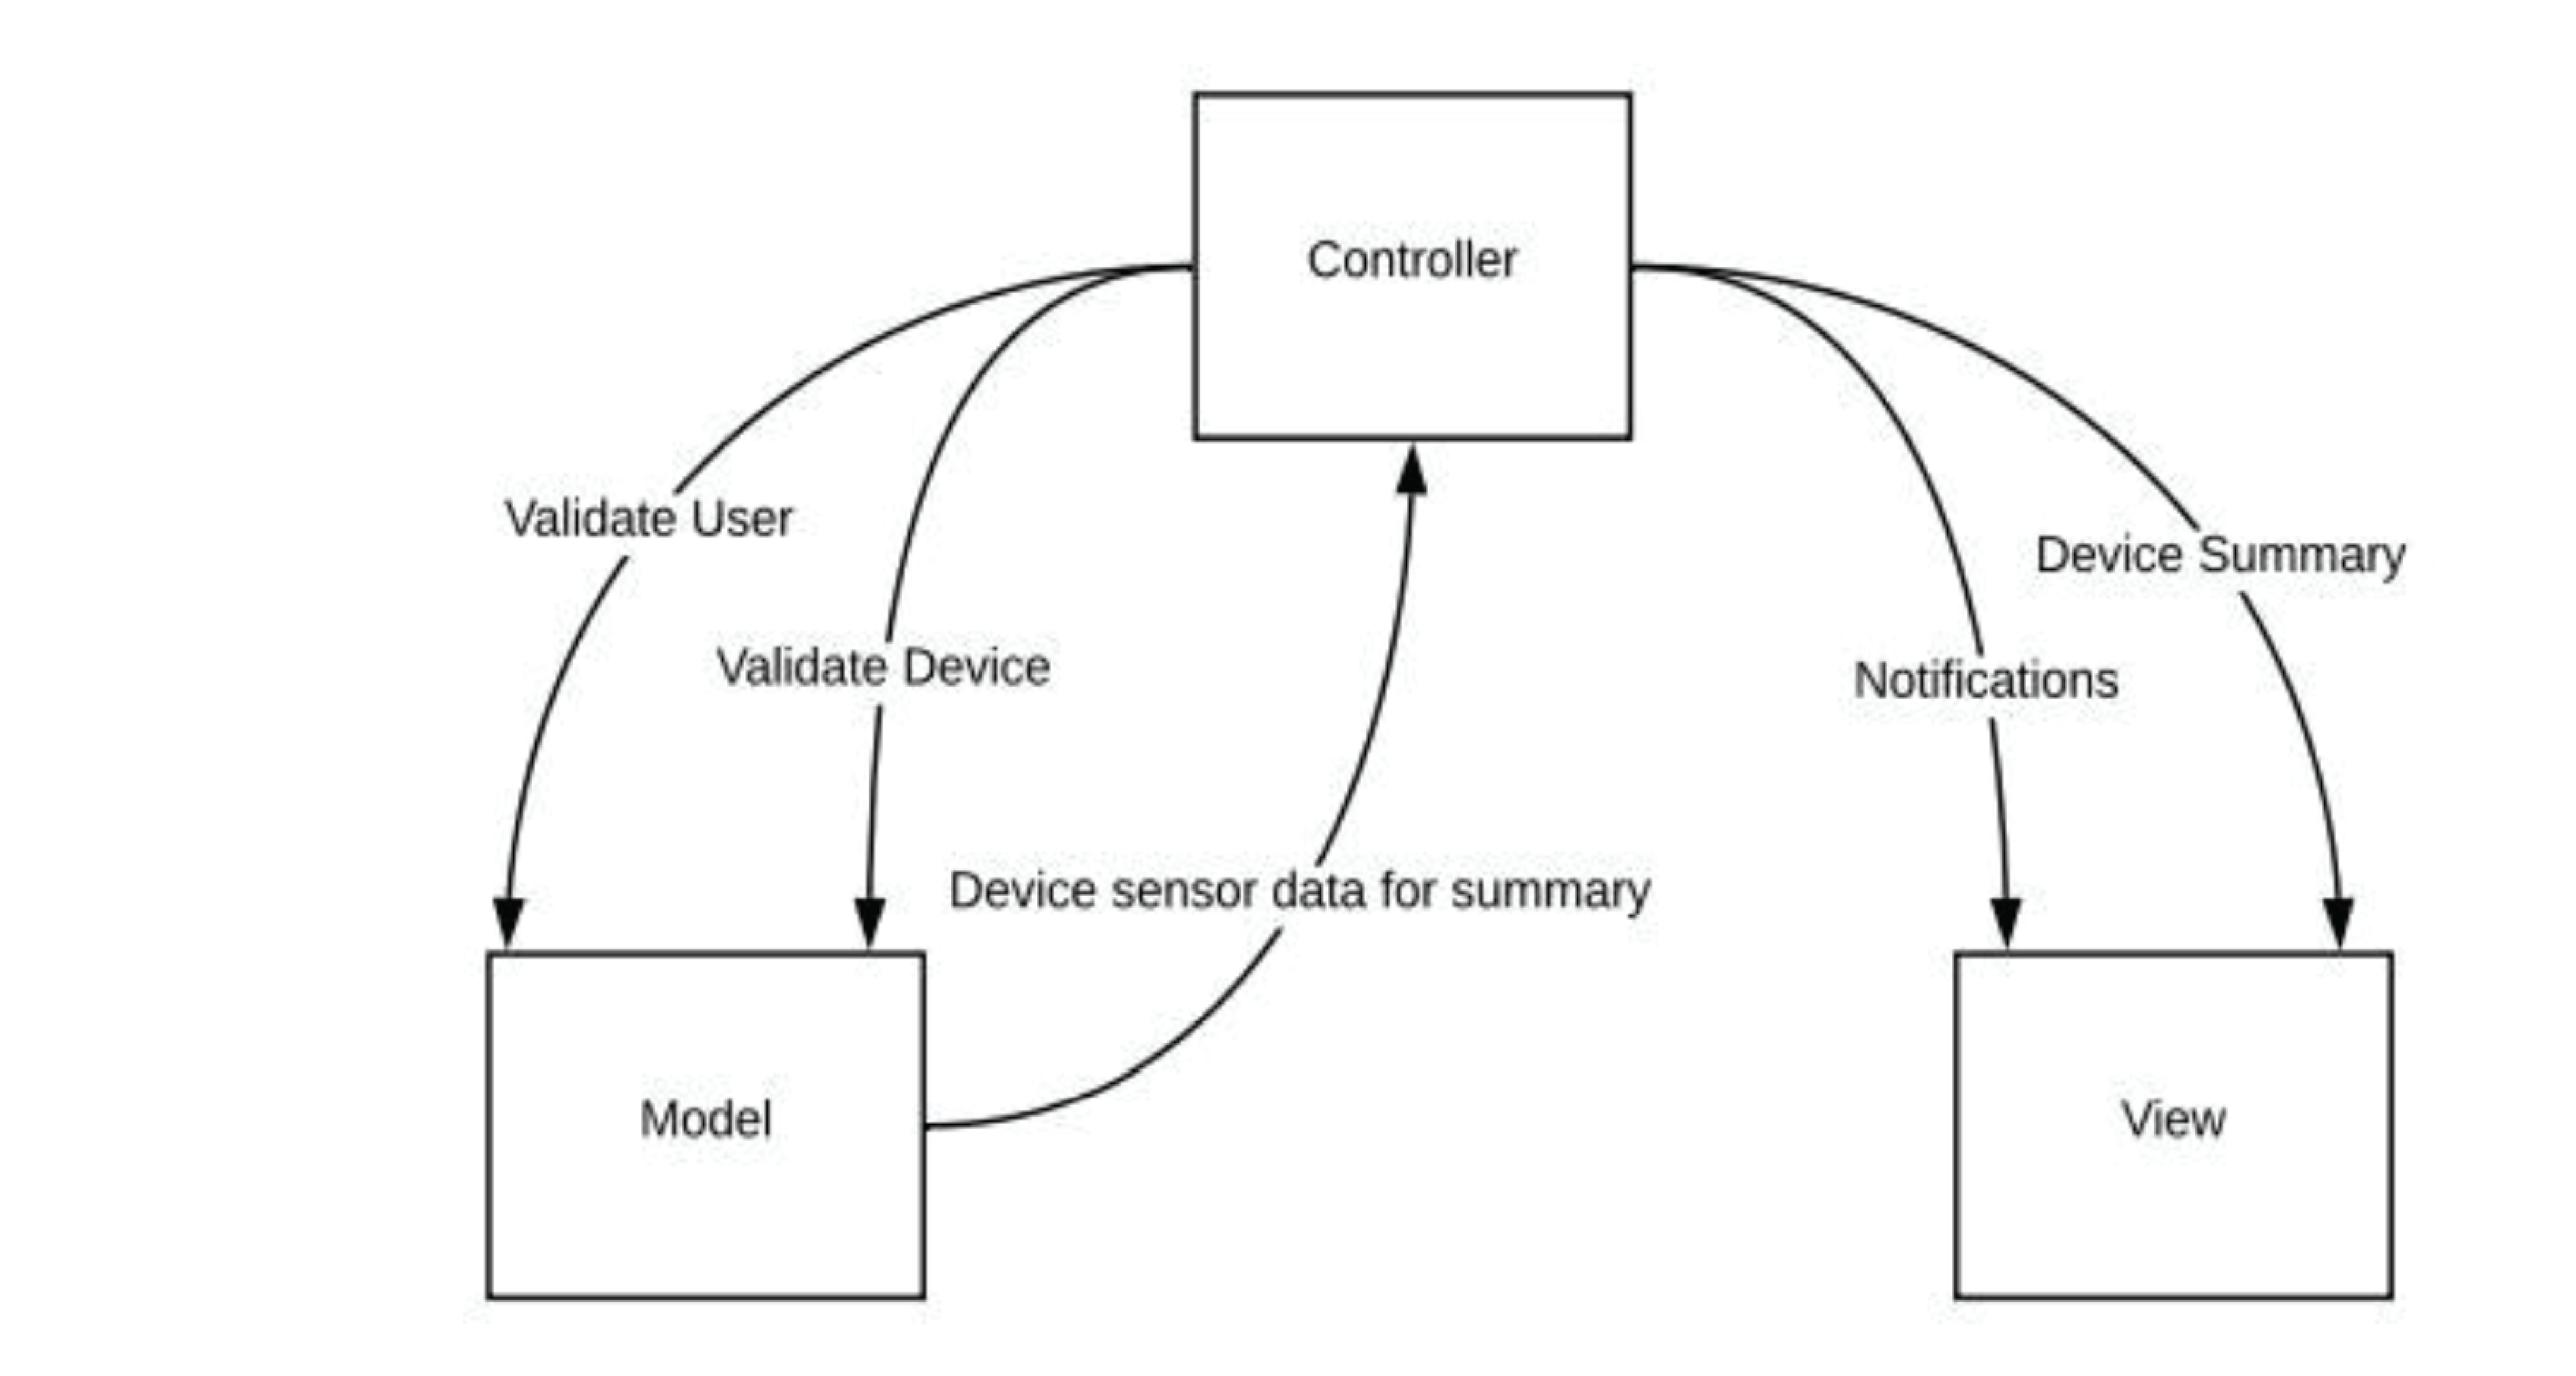 Controller
Validate User
Device Summary
Validate Device
Notifications
Device sensor data for summary
Model
View